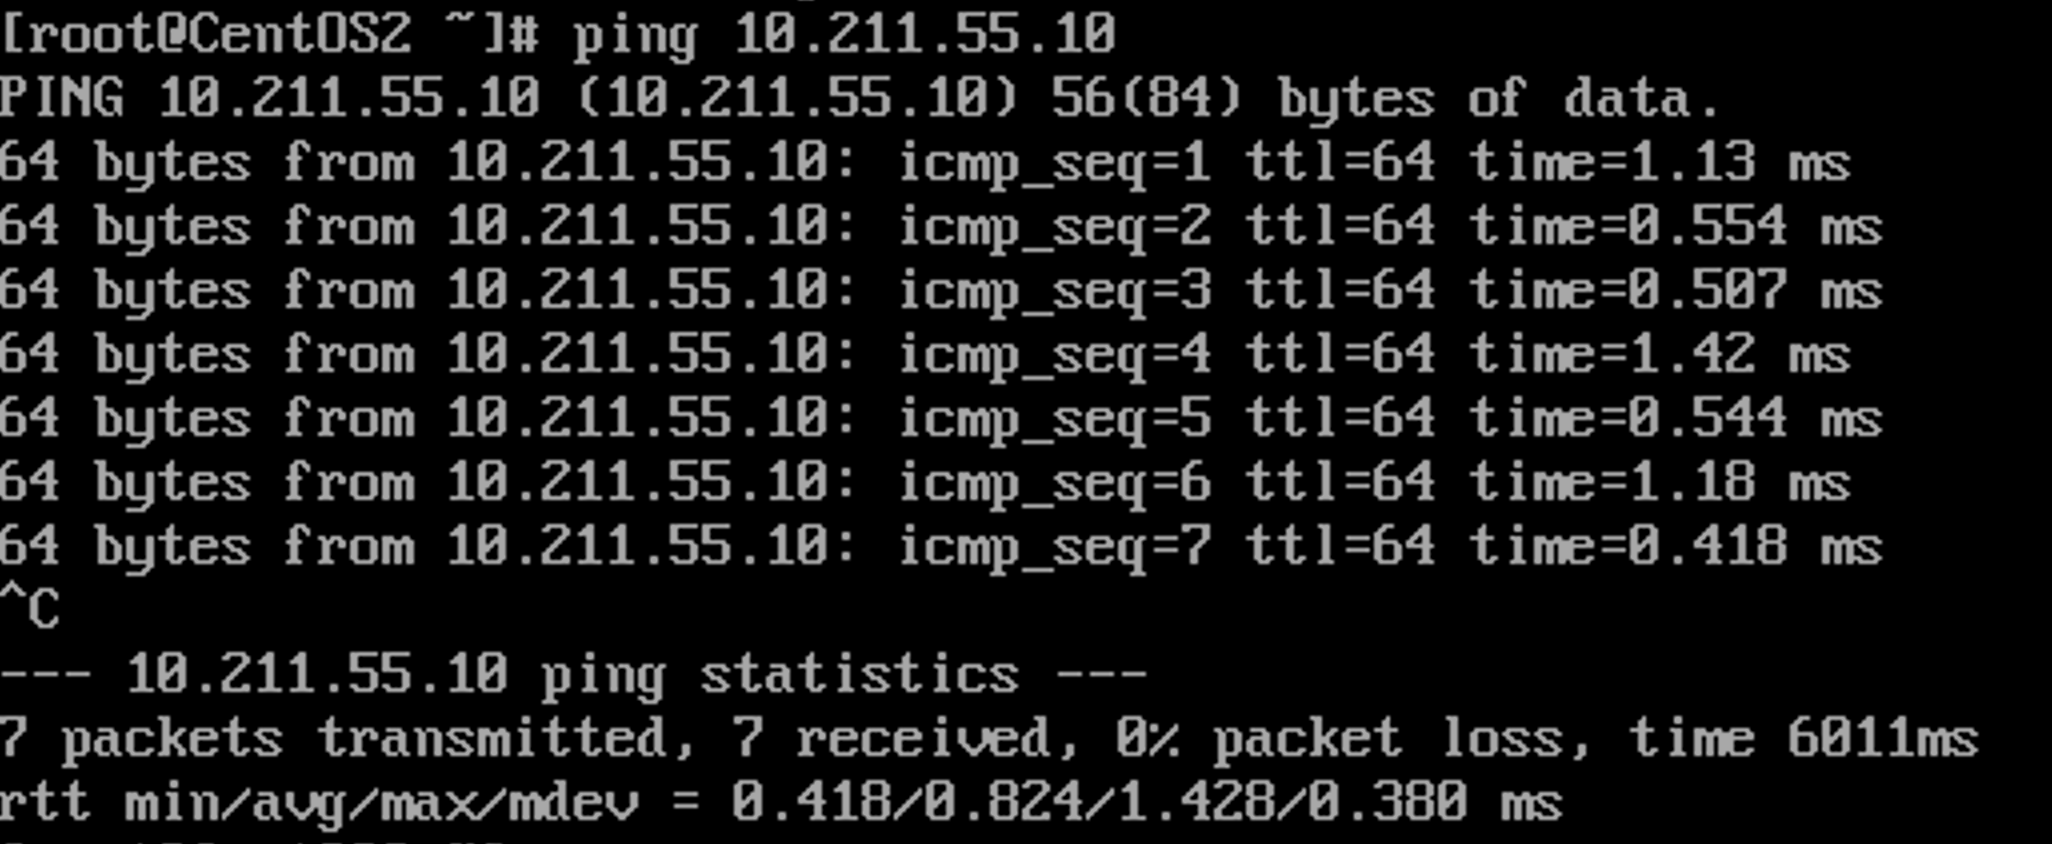 [root@CentOS2 ~]# ping 10.211.55.10
PING 10.211.55.10 (10.211.55.10) 56(84) bytes of data.
64 bytes from 10.211.55.10: icmp_seq=1 ttl=64 time=1.13 ms
64 bytes from 10.211.55.10: icmp_seq=2 ttl=64 time=0.554 ms
64 bytes from 10.211.55.10: icmp_seq=3 ttl=64 time=0.507 ms
64 bytes from 10.211.55.10: icmp_seq=4 ttl=64 time=1.42 ms
64 bytes from 10.211.55.10: icmp_seq=5 ttl=64 time=0.544 ms
64 bytes from 10.211.55.10: icmp_seq=6 ttl=64 time=1.18 ms
64 bytes from 10.211.55.10: icmp_seq=7 ttl=64 time=0.418 ms
^C
--- 10.211.55.10 ping statistics ---
7 packets transmitted, 7 received, 0% packet loss, time 6011ms
rtt min/avg/max/mdev = 0.418/0.824/1.428/0.380 ms